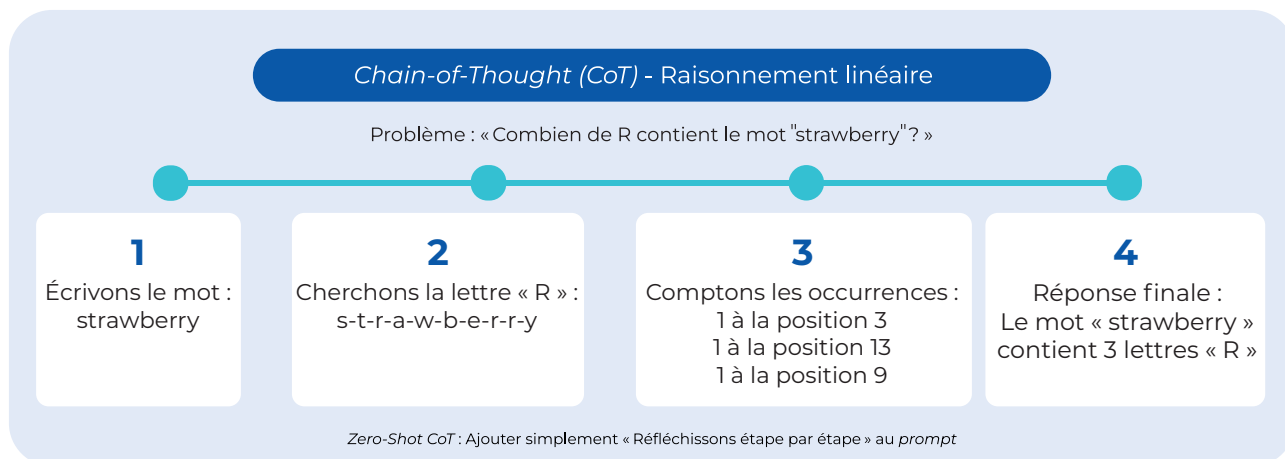 Chain-of-Thought (CoT) - Raisonnement linéaire
Problème : « Combien de R contient le mot "strawberry" ? »
1
Écrivons le mot :
strawberry
2
Cherchons la lettre « R » :
s-t-r-a-w-b-e-r-r-y
3
Comptons les occurrences :
1 à la position 3
1 à la position 13
1 à la position 9
4
Réponse finale :
Le mot « strawberry »
contient 3 lettres « R »
Zero-Shot CoT : Ajouter simplement « Réfléchissons étape par étape » au prompt